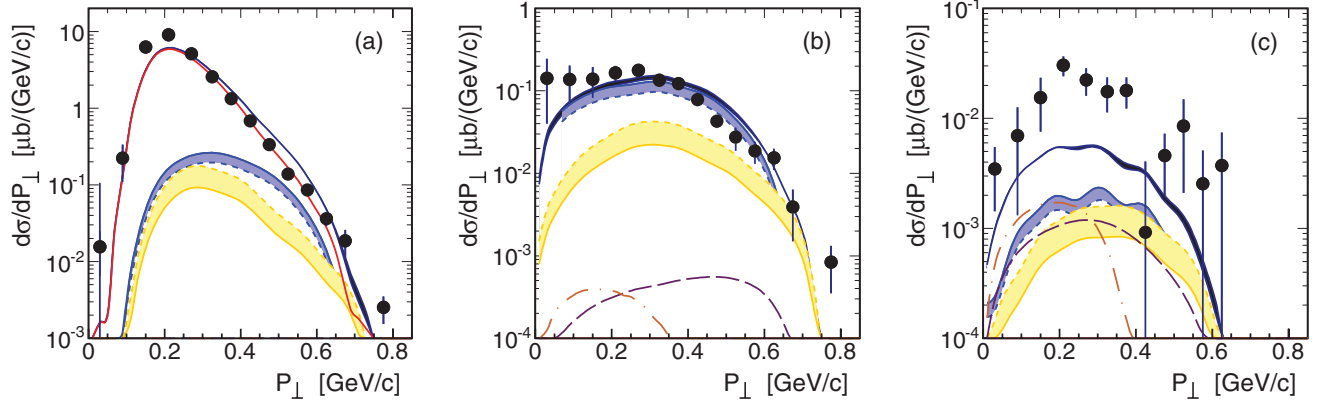 dσ/dP⊥ [μb/(GeV/c)]
(a)
10
1
10⁻¹
10⁻²
10⁻³
0 0.2 0.4 0.6 0.8
P⊥ [GeV/c]
dσ/dP⊥ [μb/(GeV/c)]
(b)
1
10⁻¹
10⁻²
10⁻³
10⁻⁴
0 0.2 0.4 0.6 0.8
P⊥ [GeV/c]
dσ/dP⊥ [μb/(GeV/c)]
(c)
10⁻¹
10⁻²
10⁻³
10⁻⁴
0 0.2 0.4 0.6 0.8
P⊥ [GeV/c]